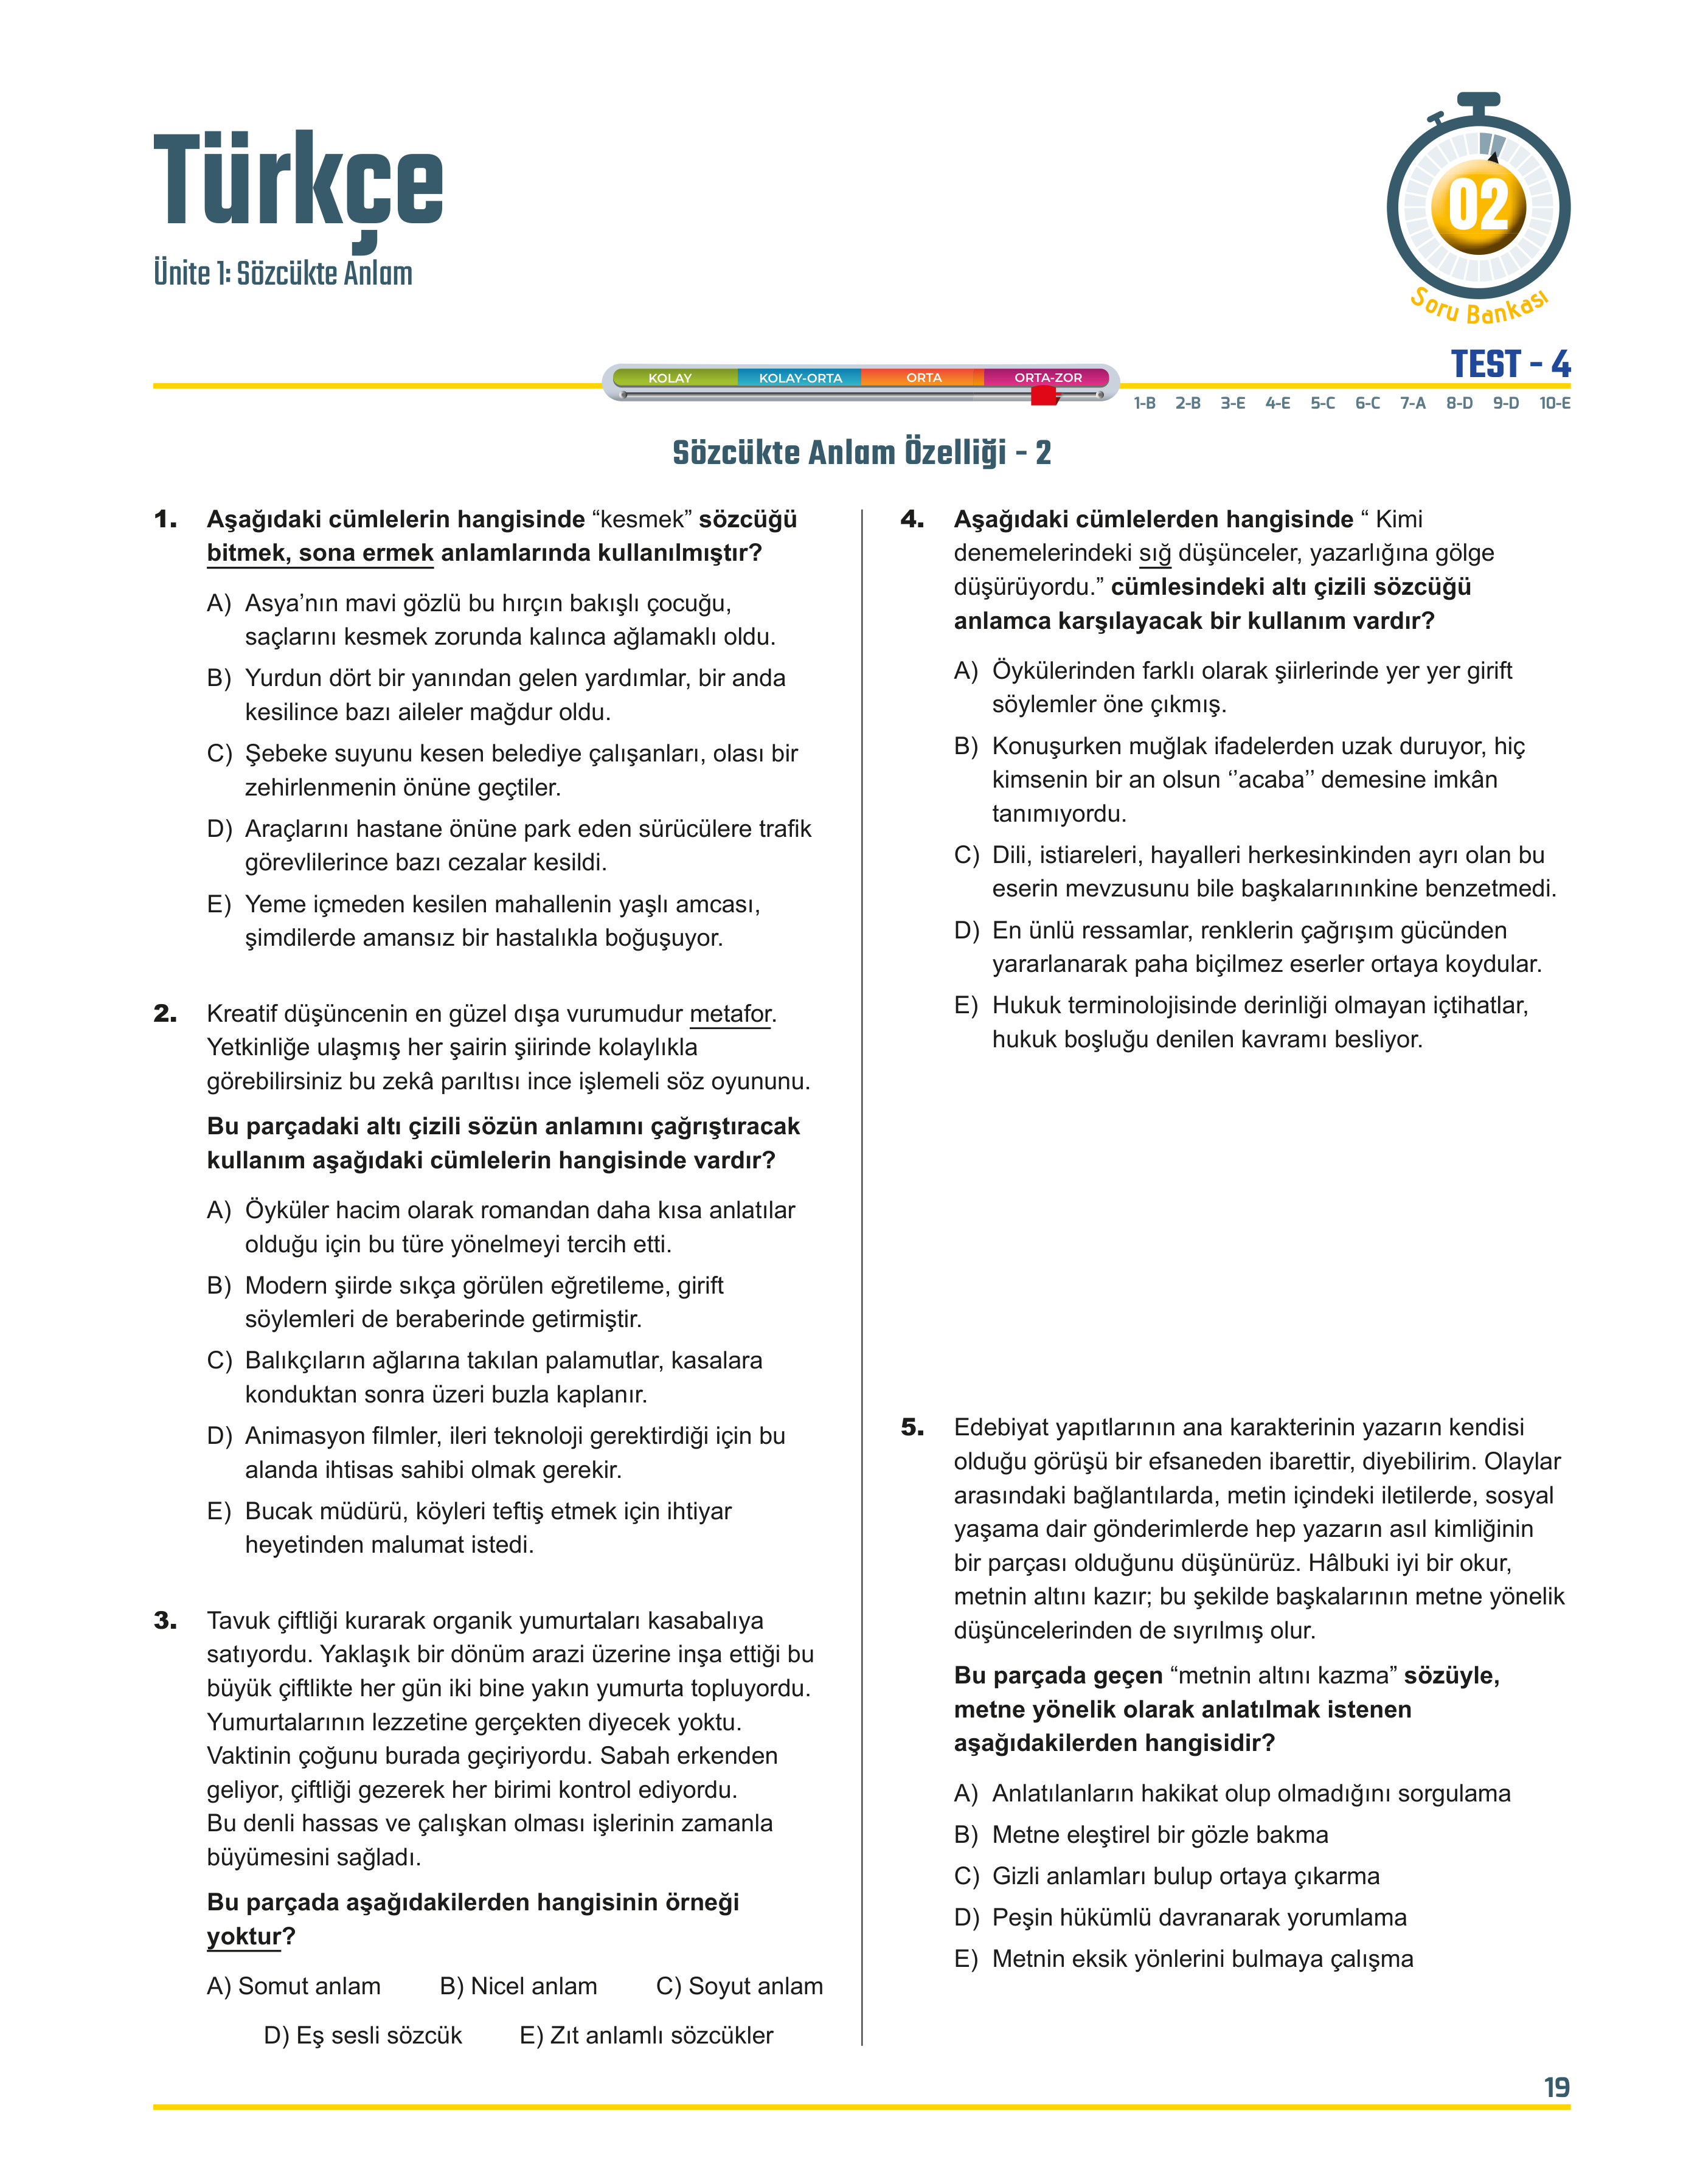 Türkçe
Ünite 1: Sözcükte Anlam
02
Soru Bankası
TEST - 4
KOLAY KOLAY-ORTA ORTA ORTA-ZOR
1-B 2-B 3-E 4-E 5-C 6-C 7-A 8-D 9-D 10-E
Sözcükte Anlam Özelliği - 2
1. Aşağıdaki cümlelerin hangisinde “kesmek” sözcüğü
bitmek, sona ermek anlamlarında kullanılmıştır?
A) Asya’nın mavi gözlü bu hırçın bakışlı çocuğu,
saçlarını kesmek zorunda kalınca ağlamaklı oldu.
B) Yurdun dört bir yanından gelen yardımlar, bir anda
kesilince bazı aileler mağdur oldu.
C) Şebeke suyunu kesen belediye çalışanları, olası bir
zehirlenmenin önüne geçtiler.
D) Araçlarını hastane önüne park eden sürücülere trafik
görevlilerince bazı cezalar kesildi.
E) Yeme içmeden kesilen mahallenin yaşlı amcası,
şimdilerde amansız bir hastalıkla boğuşuyor.
2. Kreatif düşüncenin en güzel dışa vurumudur metafor.
Yetkinliğe ulaşmış her şairin şiirinde kolaylıkla
görebilirsiniz bu zekâ parıltısı ince işlemeli söz oyununu.
Bu parçadaki altı çizili sözün anlamını çağrıştıracak
kullanım aşağıdaki cümlelerin hangisinde vardır?
A) Öyküler hacim olarak romandan daha kısa anlatılar
olduğu için bu türe yönelmeyi tercih etti.
B) Modern şiirde sıkça görülen eğretileme, girift
söylemleri de beraberinde getirmiştir.
C) Balıkçıların ağlarına takılan palamutlar, kasalara
konduktan sonra üzeri buzla kaplanır.
D) Animasyon filmler, ileri teknoloji gerektirdiği için bu
alanda ihtisas sahibi olmak gerekir.
E) Bucak müdürü, köyleri teftiş etmek için ihtiyar
heyetinden malumat istedi.
3. Tavuk çiftliği kurarak organik yumurtaları kasabalıya
satıyordu. Yaklaşık bir dönüm arazi üzerine inşa ettiği bu
büyük çiftlikte her gün iki bine yakın yumurta topluyordu.
Yumurtalarının lezzetine gerçekten diyecek yoktu.
Vaktinin çoğunu burada geçiriyordu. Sabah erkenden
geliyor, çiftliği gezerek her birimi kontrol ediyordu.
Bu denli hassas ve çalışkan olması işlerinin zamanla
büyümesini sağladı.
Bu parçada aşağıdakilerden hangisinin örneği
yoktur?
A) Somut anlam B) Nicel anlam C) Soyut anlam
D) Eş sesli sözcük E) Zıt anlamlı sözcükler
4. Aşağıdaki cümlelerden hangisinde “ Kimi
denemelerindeki sığ düşünceler, yazarlığına gölge
düşürüyordu.” cümlesindeki altı çizili sözcüğü
anlamca karşılayacak bir kullanım vardır?
A) Öykülerinden farklı olarak şiirlerinde yer yer girift
söylemler öne çıkmış.
B) Konuşurken muğlak ifadelerden uzak duruyor, hiç
kimsenin bir an olsun ‘’acaba’’ demesine imkân
tanımıyordu.
C) Dili, istiareleri, hayalleri herkesinkinden ayrı olan bu
eserin mevzusunu bile başkalarınınkine benzetmedi.
D) En ünlü ressamlar, renklerin çağrışım gücünden
yararlanarak paha biçilmez eserler ortaya koydular.
E) Hukuk terminolojisinde derinliği olmayan içtihatlar,
hukuk boşluğu denilen kavramı besliyor.
5. Edebiyat yapıtlarının ana karakterinin yazarın kendisi
olduğu görüşü bir efsaneden ibarettir, diyebilirim. Olaylar
arasındaki bağlantılarda, metin içindeki iletilerde, sosyal
yaşama dair gönderimlerde hep yazarın asıl kimliğinin
bir parçası olduğunu düşünürüz. Hâlbuki iyi bir okur,
metnin altını kazır; bu şekilde başkalarının metne yönelik
düşüncelerinden de sıyrılmış olur.
Bu parçada geçen “metnin altını kazma” sözüyle,
metne yönelik olarak anlatılmak istenen
aşağıdakilerden hangisidir?
A) Anlatılanların hakikat olup olmadığını sorgulama
B) Metne eleştirel bir gözle bakma
C) Gizli anlamları bulup ortaya çıkarma
D) Peşin hükümlü davranarak yorumlama
E) Metnin eksik yönlerini bulmaya çalışma
19